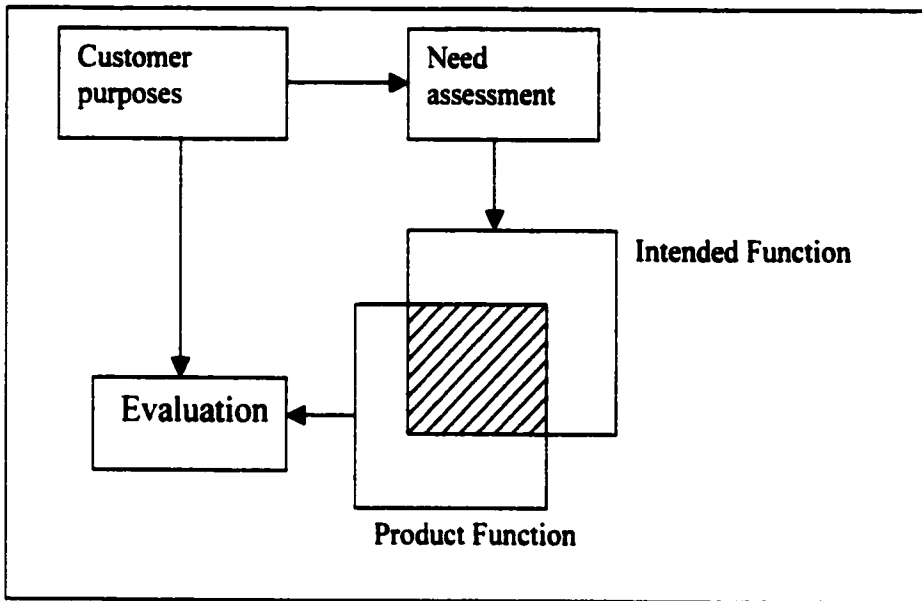 Customer
purposes
Need
assessment
Intended Function
Evaluation
Product Function